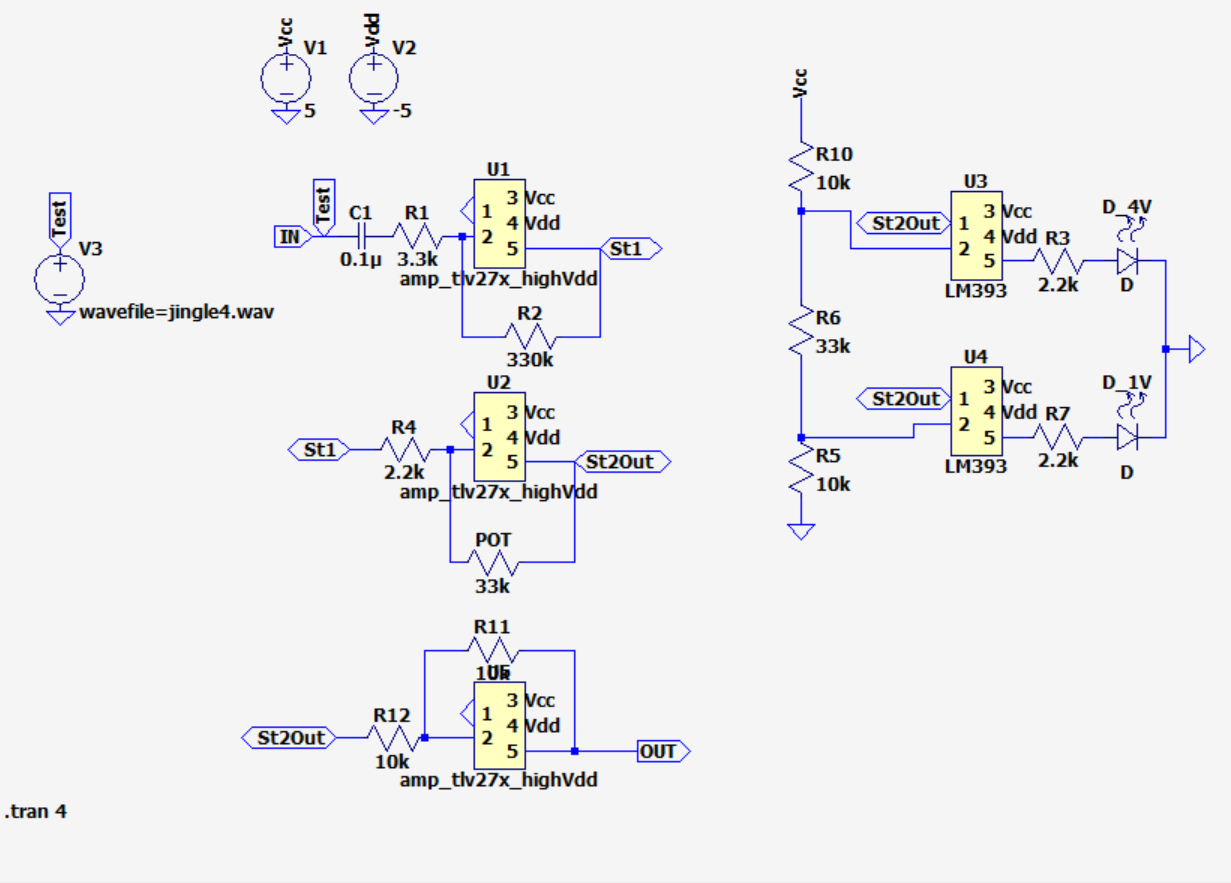 Vcc
V1
5
Vdd
V2
-5
Test
V3
wavefile=jingle4.wav
IN
Test
C1
0.1µ
R1
3.3k
U1
1
2
3
4
5
Vcc
Vdd
amp_tlv27x_highVdd
St1
R2
330k
St1
R4
2.2k
U2
1
2
3
4
5
Vcc
Vdd
amp_tlv27x_highVdd
St2Out
POT
33k
St2Out
R12
10k
R11
10k
1
2
3
4
5
Vcc
Vdd
amp_tlv27x_highVdd
OUT
Vcc
R10
10k
R6
33k
R5
10k
St2Out
U3
1
2
3
4
5
Vcc
Vdd
LM393
R3
2.2k
D_4V
D
St2Out
U4
1
2
3
4
5
Vcc
Vdd
LM393
R7
2.2k
D_1V
D
.tran 4